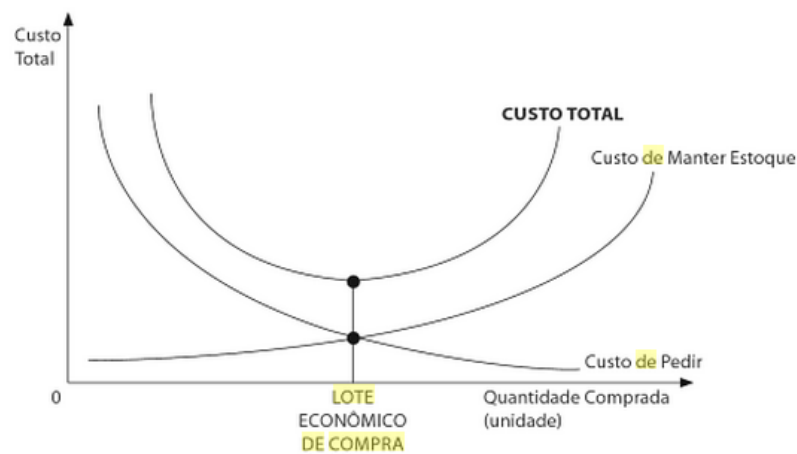 Custo
Total
CUSTO TOTAL
Custo de Manter Estoque
Custo de Pedir
0
LOTE
ECONÔMICO
DE COMPRA
Quantidade Comprada
(unidade)